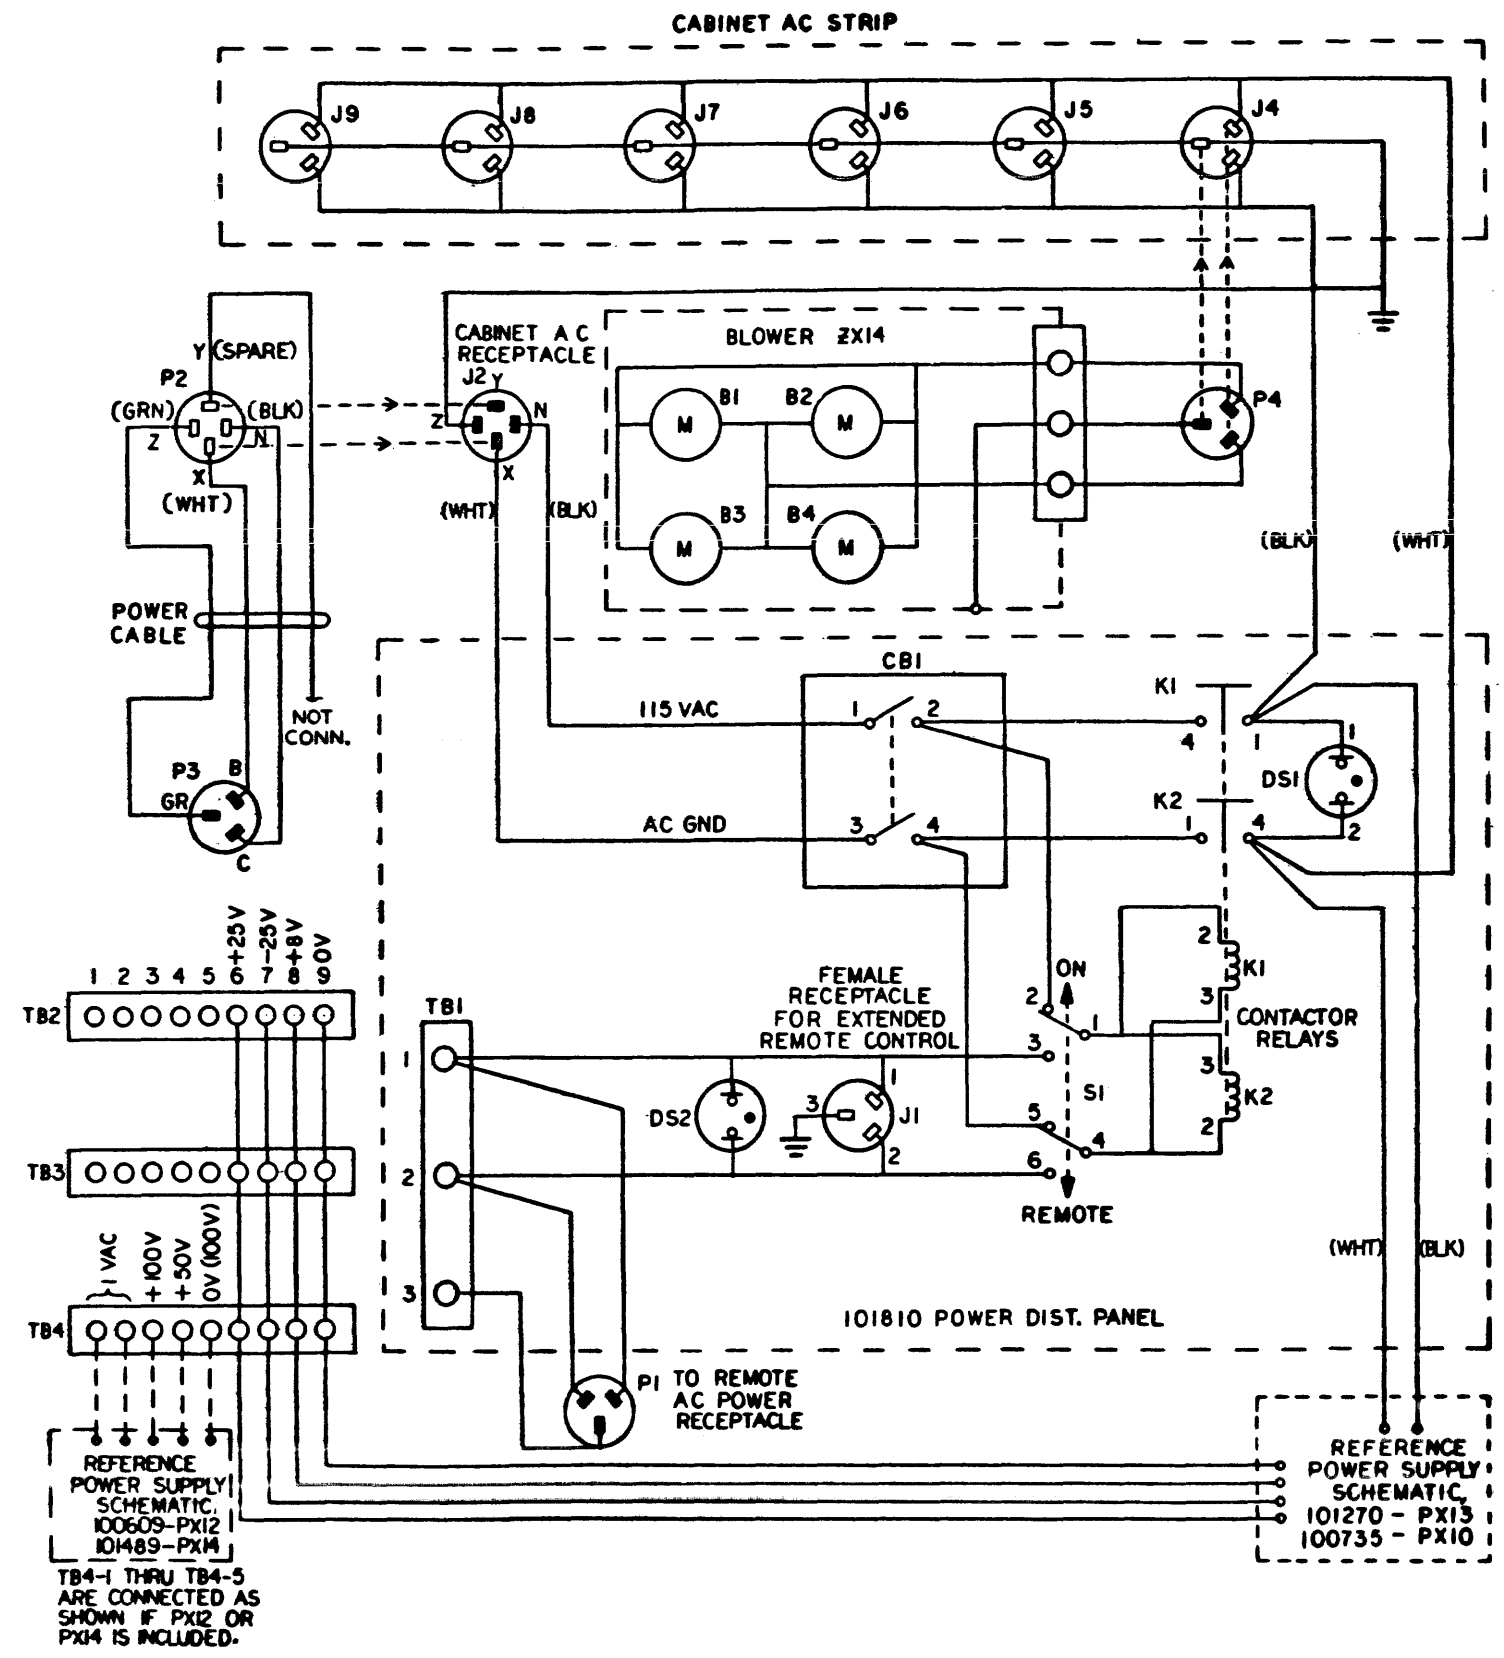 CABINET AC STRIP
J9
J8
J7
J6
J5
J4
Y (SPARE)
P2
(GRN)
(BLK)
Z
N
X
(WHT)
CABINET AC
RECEPTACLE
J2 Y
Z
N
X
(WHT)
(BLK)
BLOWER ZX14
B1
B2
M
M
B3
B4
M
M
P4
(BLK)
(WHT)
POWER
CABLE
NOT
CONN.
P3
B
GR
C
CB1
115 VAC
1
2
K1
4
1
1
DS1
AC GND
3
4
K2
1
4
2
+25V
-25V
+8V
0V
1 2 3 4 5 6 7 8 9
TB2
TB3
1 VAC
+100V
+50V
0V (100V)
TB4
TB1
1
2
3
FEMALE
RECEPTACLE
FOR EXTENDED
REMOTE CONTROL
DS2
3
1
J1
2
ON
2
1
3
S1
5
4
6
REMOTE
2
K1
3
CONTACTOR
RELAYS
3
K2
2
(WHT)
(BLK)
101810 POWER DIST. PANEL
P1
TO REMOTE
AC POWER
RECEPTACLE
REFERENCE
POWER SUPPLY
SCHEMATIC,
100609-PX12
101489-PX14
TB4-1 THRU TB4-5
ARE CONNECTED AS
SHOWN IF PX12 OR
PX14 IS INCLUDED.
REFERENCE
POWER SUPPLY
SCHEMATIC,
101270 - PX13
100735 - PX10